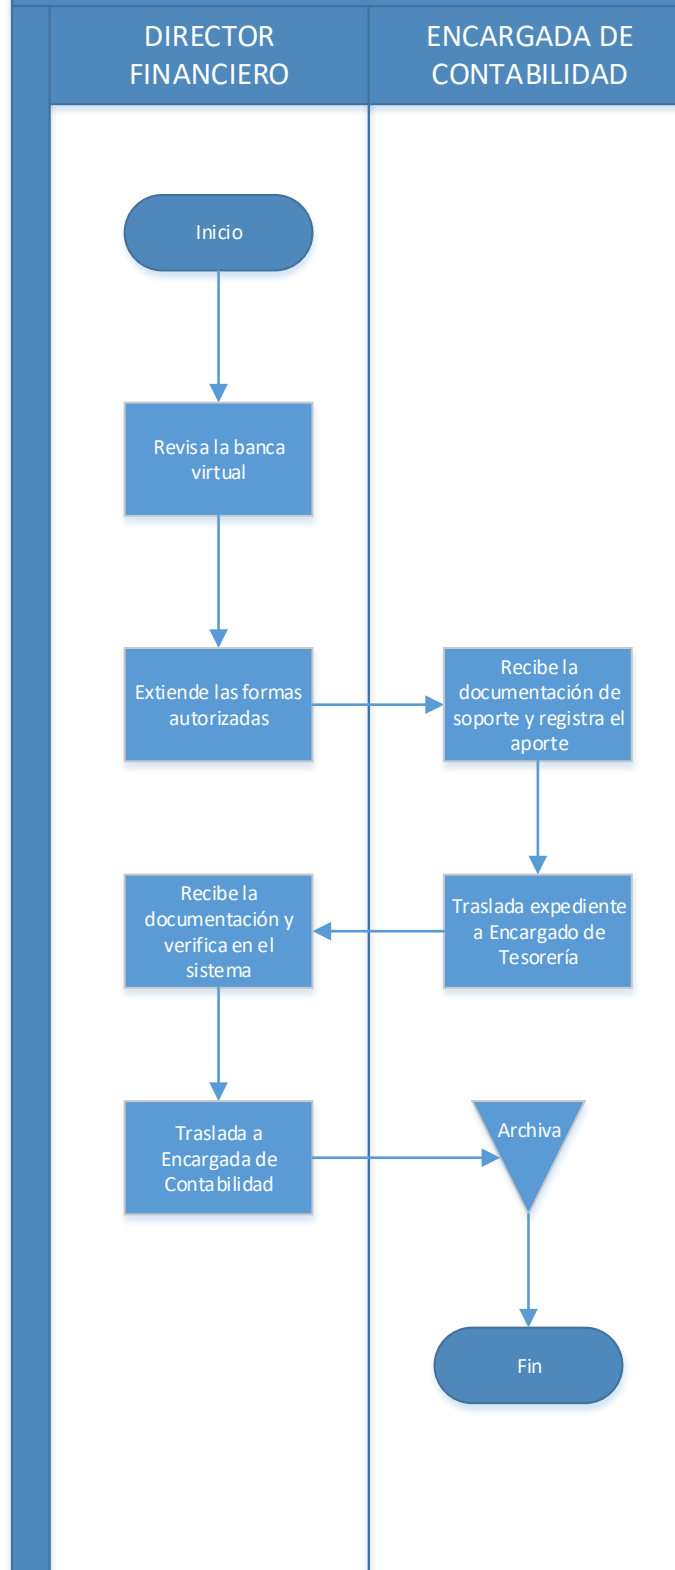 DIRECTOR
FINANCIERO
ENCARGADA DE
CONTABILIDAD
Inicio
Revisa la banca
virtual
Extiende las formas
autorizadas
Recibe la
documentación de
soporte y registra el
aporte
Traslada expediente
a Encargado de
Tesorería
Recibe la
documentación y
verifica en el
sistema
Traslada a
Encargada de
Contabilidad
Archiva
Fin